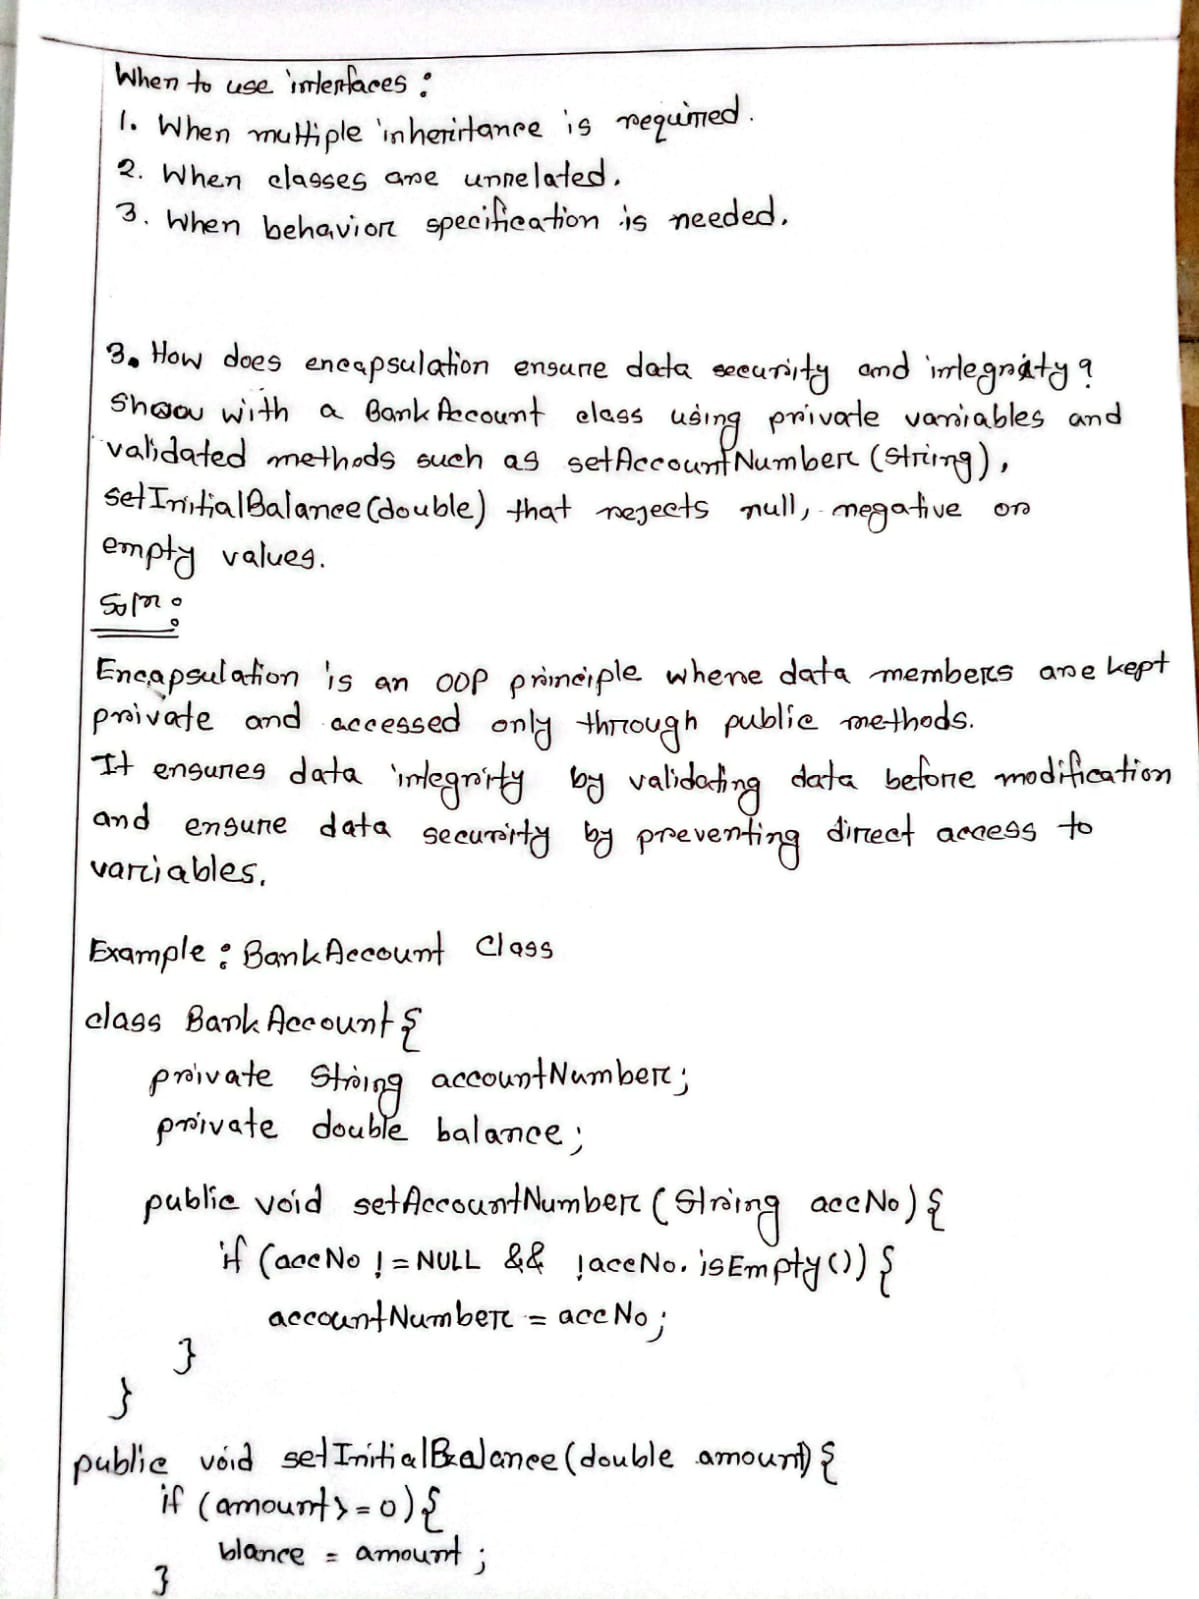 When to use interfaces :
1. When multiple inheritance is required.
2. When classes are unrelated.
3. When behavior specification is needed.
3. How does encapsulation ensure data security and integrity?
Show with a BankAccount class using private variables and
validated methods such as setAccountNumber (String),
setInitialBalance(double) that rejects null, negative or
empty values.
Soln:
Encapsulation is an OOP principle where data members are kept
private and accessed only through public methods.
It ensures data integrity by validating data before modification
and ensure data security by preventing direct access to
variables.
Example : BankAccount Class
class BankAccount {
private String accountNumber;
private double balance;
public void setAccountNumber (String accNo) {
if (accNo != NULL && !accNo.isEmpty()) {
accountNumber = accNo;
}
}
public void setInitialBalance (double amount) {
if (amount >= 0) {
blance = amount;
}